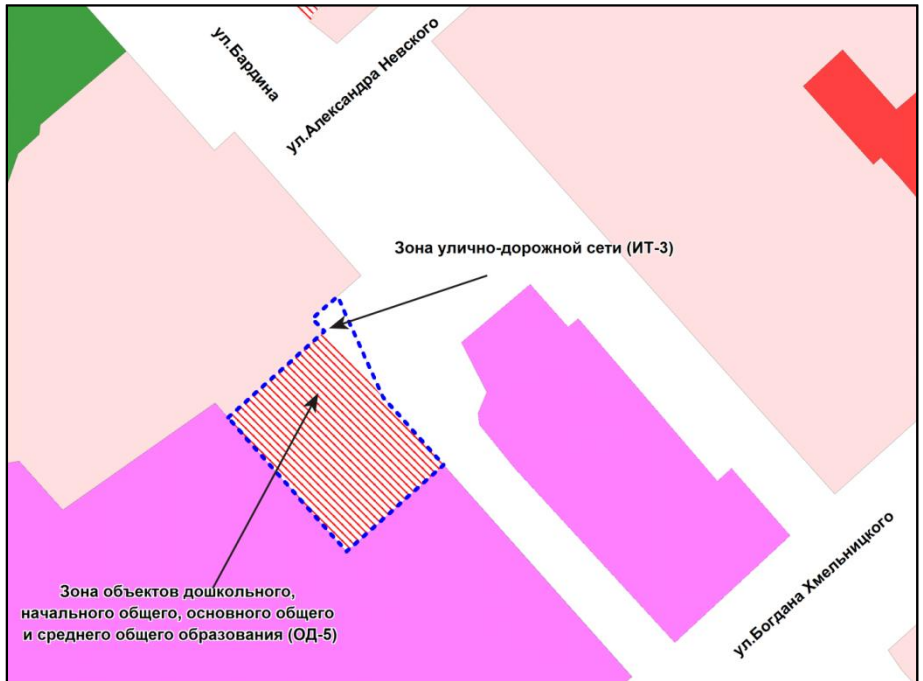 ул.Бардина
ул.Александра Невского
Зона улично-дорожной сети (ИТ-3)
Зона объектов дошкольного,
начального общего, основного общего
и среднего общего образования (ОД-5)
ул.Богдана Хмельницкого